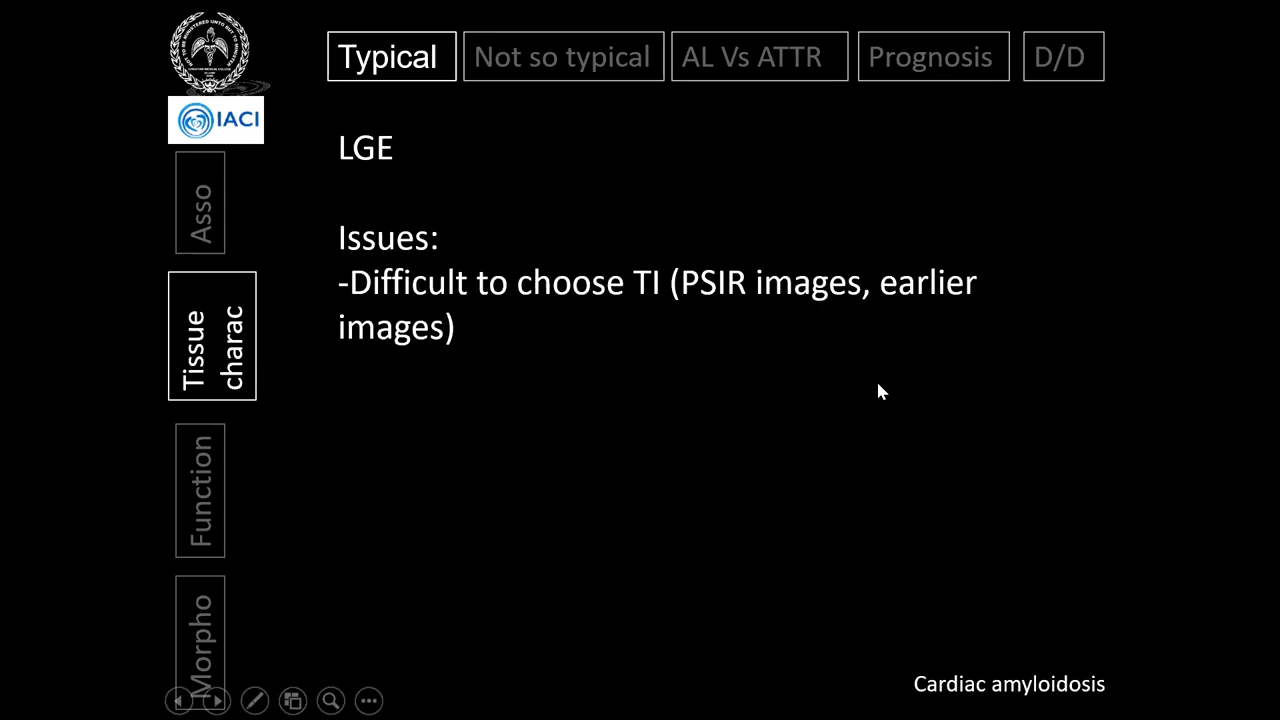 Typical
Not so typical
AL Vs ATTR
Prognosis
D/D
IACI
LGE
Asso
Issues:
-Difficult to choose TI (PSIR images, earlier
images)
Tissue
charac
Function
Morpho
Cardiac amyloidosis